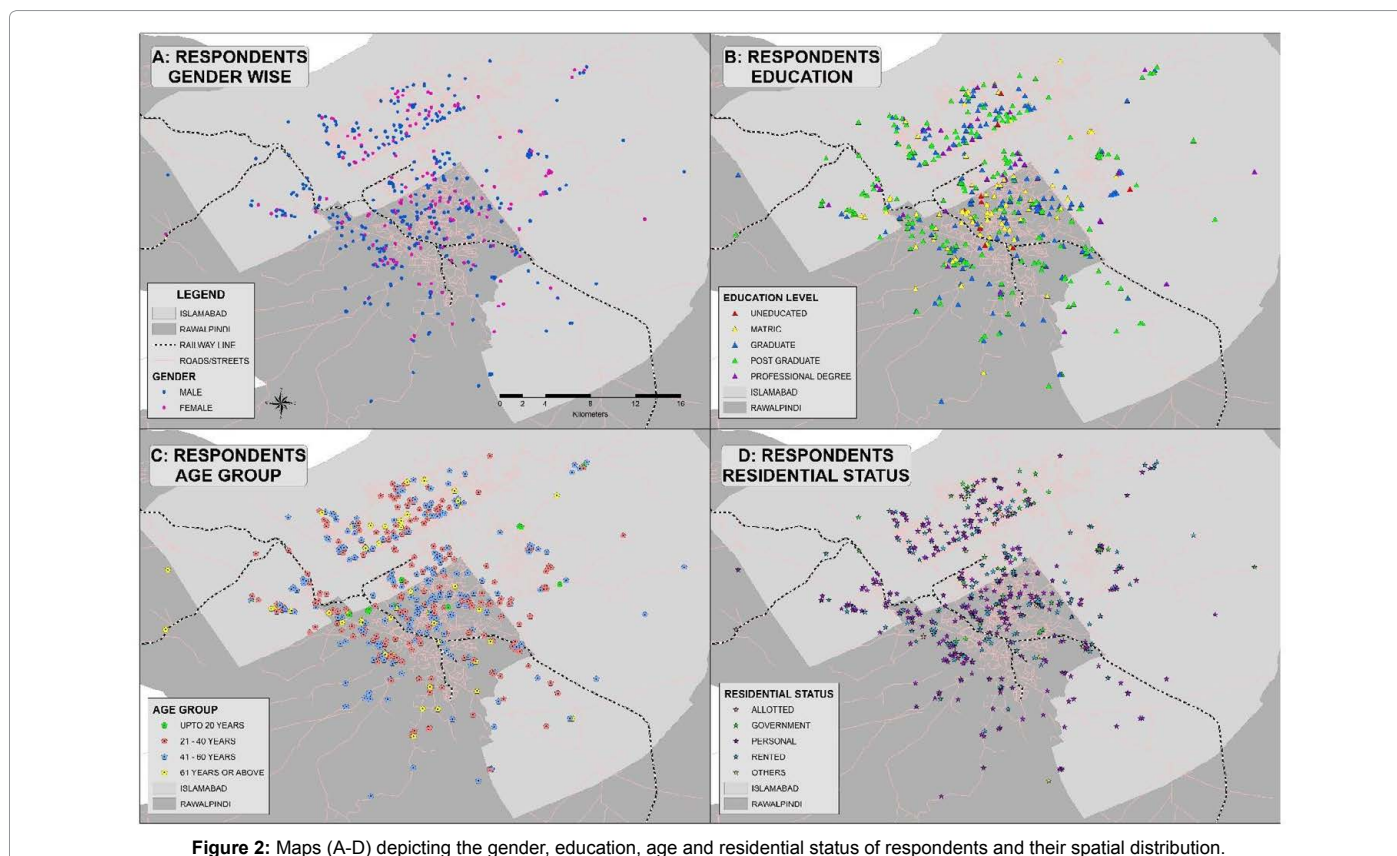 A: RESPONDENTS
GENDER WISE
LEGEND
ISLAMABAD
RAWALPINDI
RAILWAY LINE
ROADS/STREETS
GENDER
MALE
FEMALE
0 2 4 8 12 16
Kilometers
B: RESPONDENTS
EDUCATION
EDUCATION LEVEL
UNEDUCATED
MATRIC
GRADUATE
POST GRADUATE
PROFESSIONAL DEGREE
ISLAMABAD
RAWALPINDI
C: RESPONDENTS
AGE GROUP
AGE GROUP
UPTO 20 YEARS
21 - 40 YEARS
41 - 60 YEARS
61 YEARS OR ABOVE
ISLAMABAD
RAWALPINDI
D: RESPONDENTS
RESIDENTIAL STATUS
RESIDENTIAL STATUS
ALLOTTED
GOVERNMENT
PERSONAL
RENTED
OTHERS
ISLAMABAD
RAWALPINDI
Figure 2: Maps (A-D) depicting the gender, education, age and residential status of respondents and their spatial distribution.